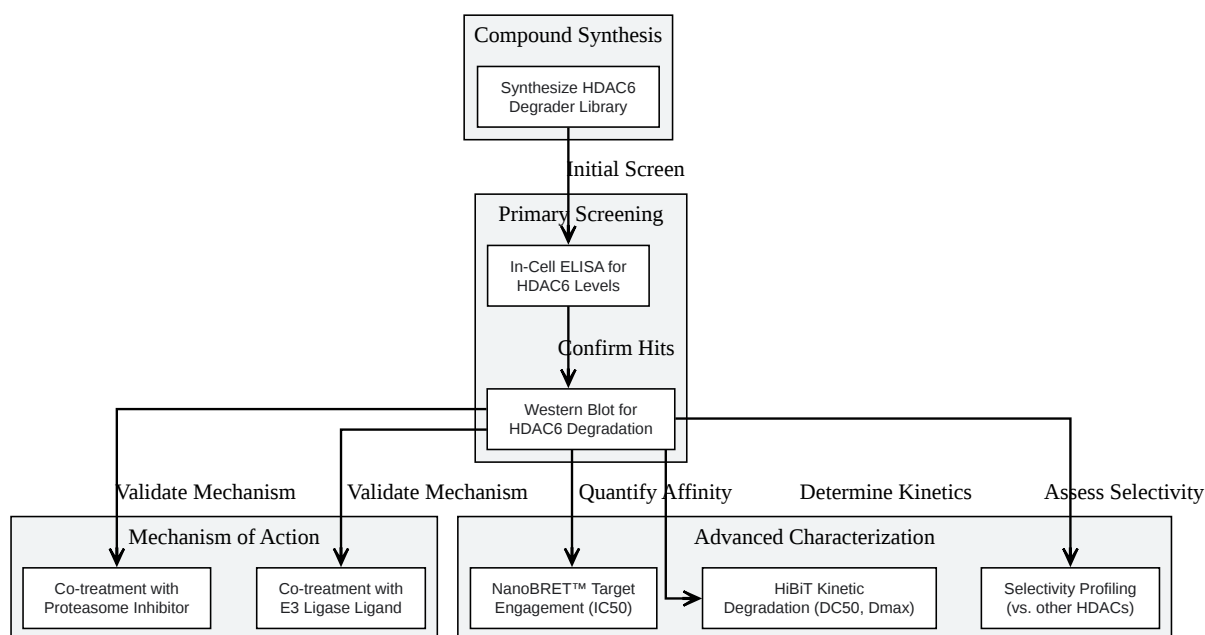 Compound Synthesis
Synthesize HDAC6
Degrader Library
Initial Screen
Primary Screening
In-Cell ELISA for
HDAC6 Levels
Confirm Hits
Western Blot for
HDAC6 Degradation
Validate Mechanism
Validate Mechanism
Quantify Affinity
Determine Kinetics
Assess Selectivity
Mechanism of Action
Advanced Characterization
Co-treatment with
Proteasome Inhibitor
Co-treatment with
E3 Ligase Ligand
NanoBRET™ Target
Engagement (IC50)
HiBiT Kinetic
Degradation (DC50, Dmax)
Selectivity Profiling
(vs. other HDACs)